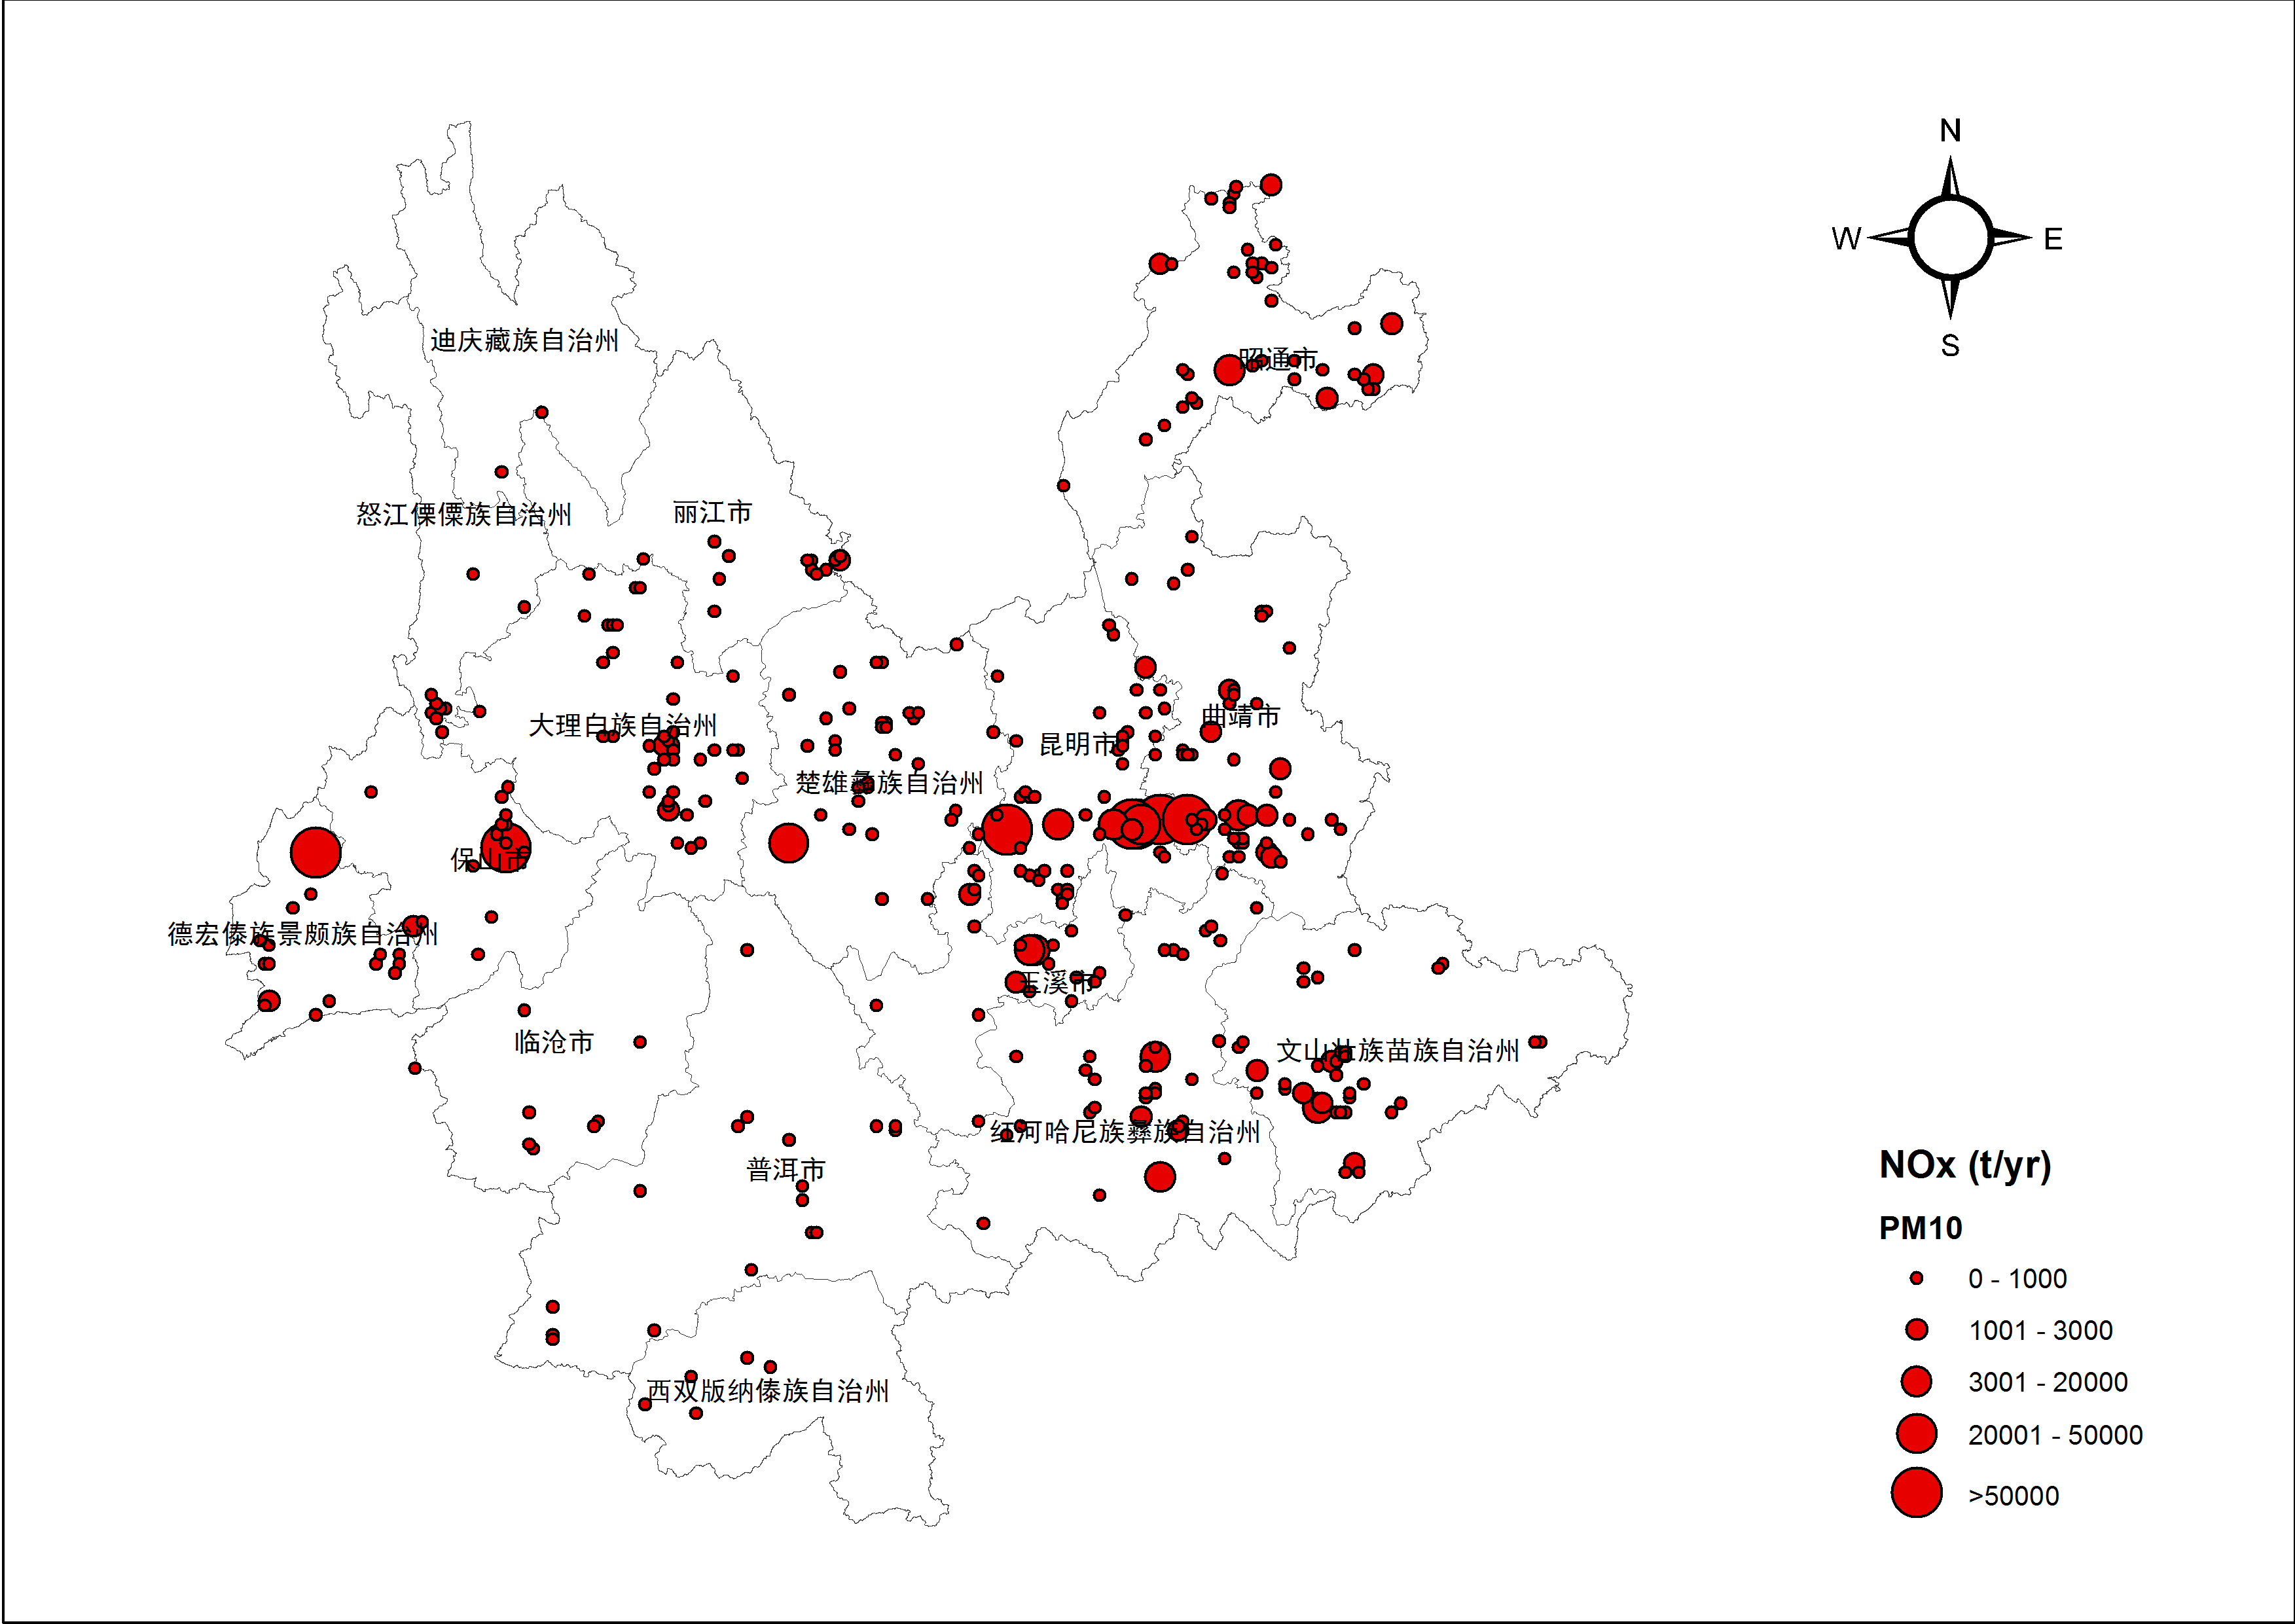 N
W
E
S
迪庆藏族自治州
昭通市
怒江傈僳族自治州
丽江市
大理白族自治州
曲靖市
昆明市
楚雄彝族自治州
保山市
德宏傣族景颇族自治州
玉溪市
临沧市
文山壮族苗族自治州
红河哈尼族彝族自治州
普洱市
西双版纳傣族自治州
NOx (t/yr)
PM10
0 - 1000
1001 - 3000
3001 - 20000
20001 - 50000
>50000